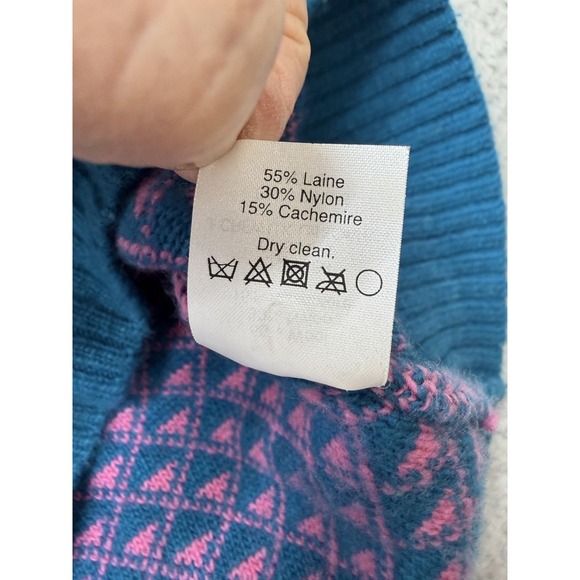 55% Laine
30% Nylon
15% Cachemire
Dry clean.